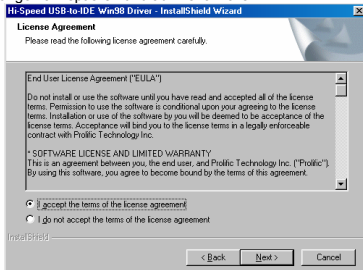 Hi-Speed USB-to-IDE Win98 Driver - InstallShield Wizard
License Agreement
Please read the following license agreement carefully.
End User License Agreement ("EULA")
Do not install or use the software until you have read and accepted all of the license
terms. Permission to use the software is conditional upon your agreeing to the license
terms. Installation or use of the software by you will be deemed to be acceptance of the
license terms. Acceptance will bind you to the license terms in a legally enforceable
contract with Prolific Technology Inc.
* SOFTWARE LICENSE AND LIMITED WARRANTY
This is an agreement between you, the end user, and Prolific Technology Inc. ("Prolific").
By using this software, you agree to become bound by the terms of this agreement.
I accept the terms of the license agreement
I do not accept the terms of the license agreement
InstallShield
< Back
Next >
Cancel